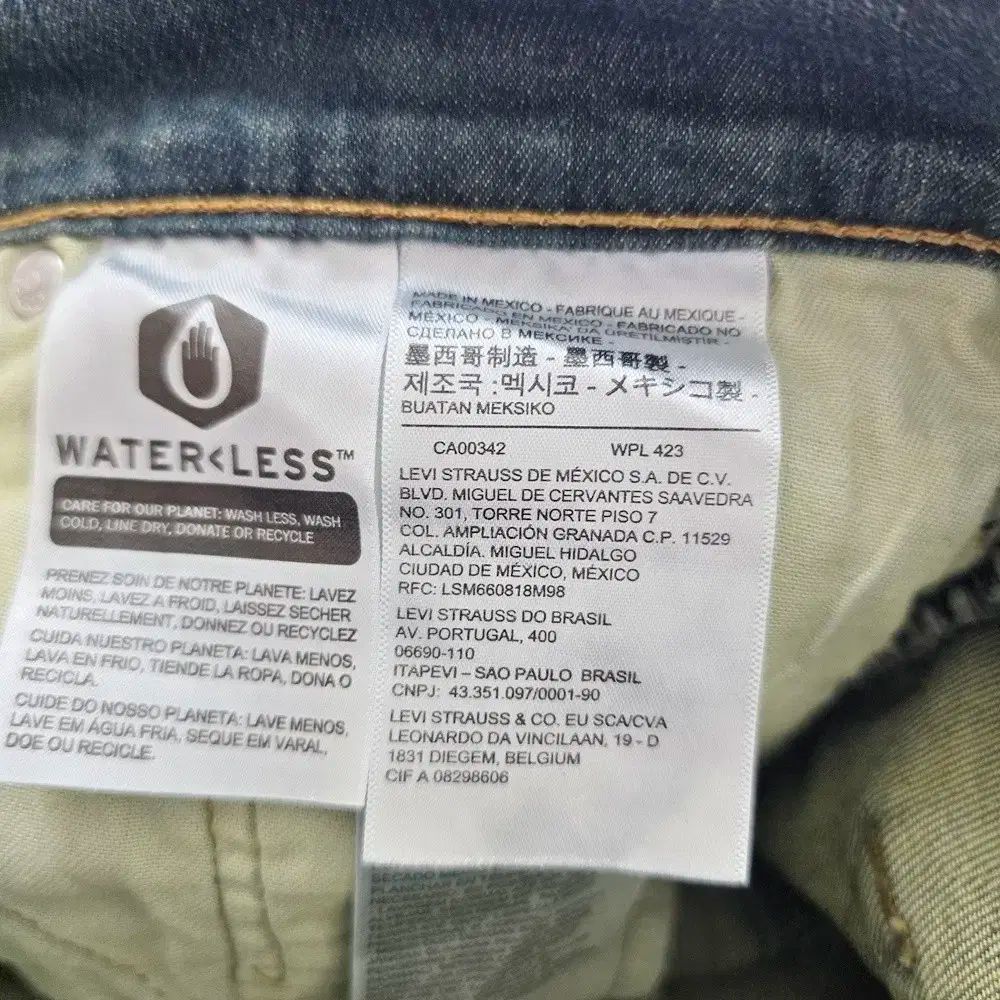 WATER<LESS™
CARE FOR OUR PLANET: WASH LESS, WASH
COLD, LINE DRY, DONATE OR RECYCLE
PRENEZ SOIN DE NOTRE PLANETE: LAVEZ
MOINS, LAVEZ A FROID, LAISSEZ SECHER
NATURELLEMENT, DONNEZ OU RECYCLEZ
CUIDA NUESTRO PLANETA: LAVA MENOS,
LAVA EN FRIO, TIENDE LA ROPA, DONA O
RECICLA.
CUIDE DO NOSSO PLANETA: LAVE MENOS,
LAVE EM ÁGUA FRIA, SEQUE EM VARAL,
DOE OU RECICLE.
MADE IN MEXICO - FABRIQUE AU MEXIQUE -
FABRICADO EN MÉXICO - FABRICADO NO
MÉXICO - MEKSIKA' DA ÜRETILMIŞTIR -
СДЕЛАНО В МЕКСИКЕ -
墨西哥制造 - 墨西哥製 -
제조국 :멕시코 - メキシコ製 -
BUATAN MEKSIKO
CA00342 WPL 423
LEVI STRAUSS DE MÉXICO S.A. DE C.V.
BLVD. MIGUEL DE CERVANTES SAAVEDRA
NO. 301, TORRE NORTE PISO 7
COL. AMPLIACIÓN GRANADA C.P. 11529
ALCALDÍA. MIGUEL HIDALGO
CIUDAD DE MÉXICO, MÉXICO
RFC: LSM660818M98
LEVI STRAUSS DO BRASIL
AV. PORTUGAL, 400
06690-110
ITAPEVI – SAO PAULO BRASIL
CNPJ: 43.351.097/0001-90
LEVI STRAUSS & CO. EU SCA/CVA
LEONARDO DA VINCILAAN, 19 - D
1831 DIEGEM, BELGIUM
CIF A 08298606